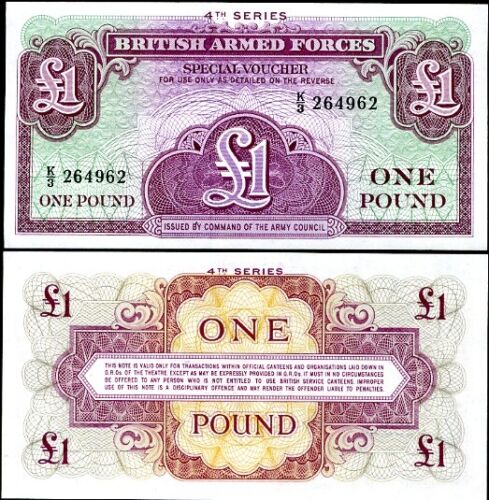 4TH SERIES
BRITISH ARMED FORCES
£1
£1
SPECIAL VOUCHER
FOR USE ONLY AS DETAILED ON THE REVERSE
K/3 264962
£1
K/3 264962
ONE POUND
ONE
POUND
ISSUED BY COMMAND OF THE ARMY COUNCIL
4TH SERIES
£1
£1
ONE
THIS NOTE IS VALID ONLY FOR TRANSACTIONS WITHIN OFFICIAL CANTEENS AND ORGANISATIONS LAID DOWN IN
G.R.Os. OF THE THEATRE EXCEPT AS MAY BE EXPRESSLY PROVIDED IN G.R.Os. IT MUST IN NO CIRCUMSTANCES
BE OFFERED TO ANY PERSON WHO IS NOT ENTITLED TO USE BRITISH SERVICE CANTEENS IMPROPER
USE OF THIS NOTE IS A DISCIPLINARY OFFENCE AND MAY RENDER THE OFFENDER LIABLE TO PENALTIES.
POUND
£1
£1